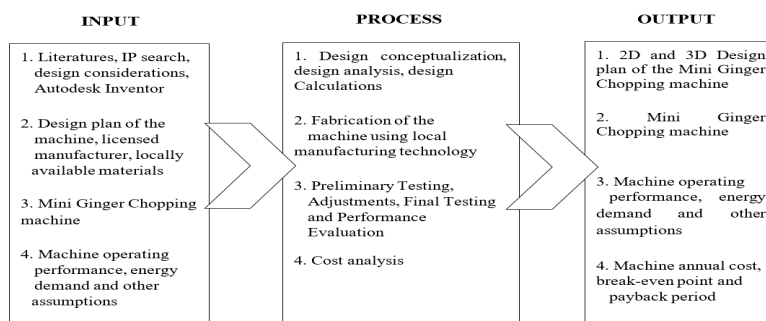 INPUT
1. Literatures, IP search,
design considerations,
Autodesk Inventor
2. Design plan of the
machine, licensed
manufacturer, locally
available materials
3. Mini Ginger Chopping
machine
4. Machine operating
performance, energy
demand and other
assumptions
PROCESS
1. Design conceptualization,
design analysis, design
Calculations
2. Fabrication of the
machine using local
manufacturing technology
3. Preliminary Testing,
Adjustments, Final Testing
and Performance
Evaluation
4. Cost analysis
OUTPUT
1. 2D and 3D Design
plan of the Mini Ginger
Chopping machine
2. Mini Ginger
Chopping machine
3. Machine operating
performance, energy
demand and other
assumptions
4. Machine annual cost,
break-even point and
payback period